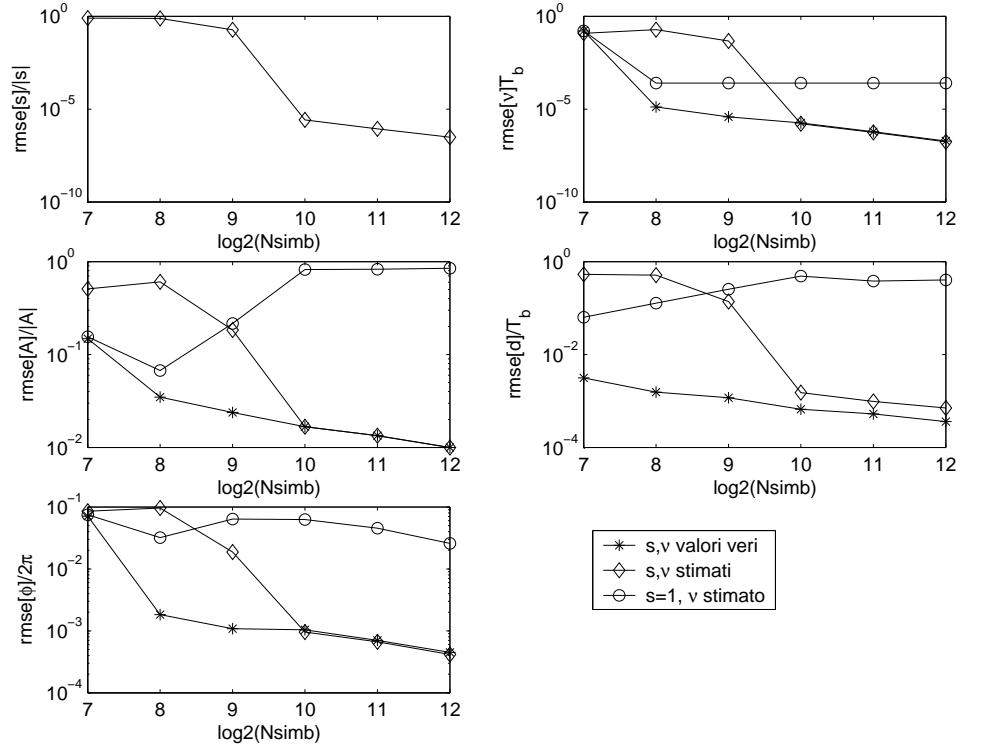 10^0
10^-5
10^-10
rmse[s]/|s|
7 8 9 10 11 12
log2(Nsimb)
10^0
10^-5
10^-10
rmse[ν]T_b
7 8 9 10 11 12
log2(Nsimb)
10^0
10^-1
10^-2
rmse[A]/|A|
7 8 9 10 11 12
log2(Nsimb)
10^0
10^-2
10^-4
rmse[d]/T_b
7 8 9 10 11 12
log2(Nsimb)
10^-1
10^-2
10^-3
10^-4
rmse[ϕ]/2π
7 8 9 10 11 12
log2(Nsimb)
s,ν valori veri
s,ν stimati
s=1, ν stimato